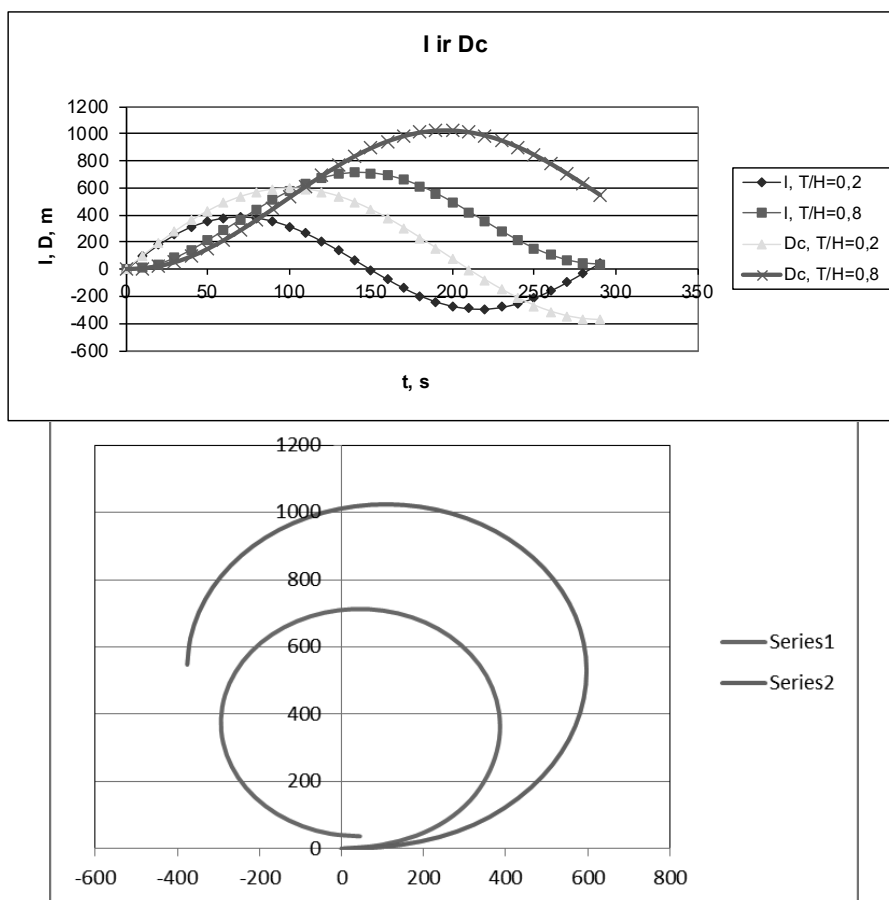 I ir Dc
1200
1000
800
600
400
200
0
-200
-400
-600
I, D, m
0 50 100 150 200 250 300 350
t, s
I, T/H=0,2
I, T/H=0,8
Dc, T/H=0,2
Dc, T/H=0,8
1200
1000
800
600
400
200
0
-600 -400 -200 0 200 400 600 800
Series1
Series2